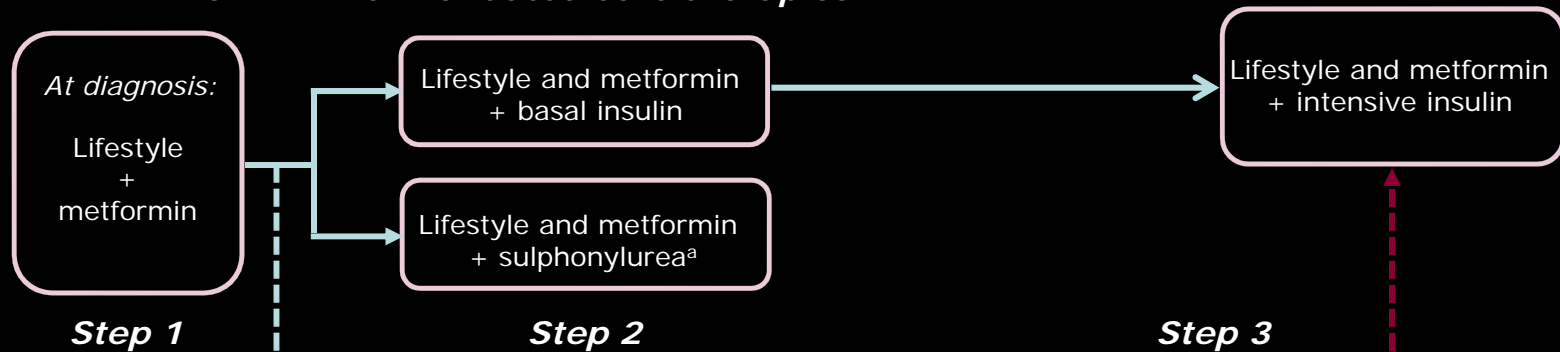 At diagnosis:
Lifestyle
+
metformin
Lifestyle and metformin
+ basal insulin
Lifestyle and metformin
+ sulphonylureaᵃ
Lifestyle and metformin
+ intensive insulin
Step 1
Step 2
Step 3